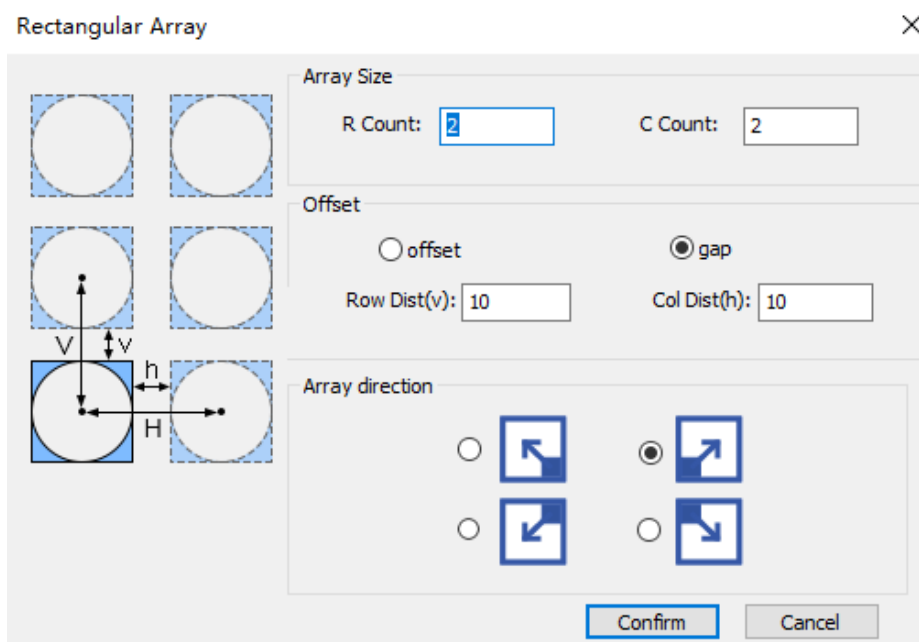 Rectangular Array
Array Size
R Count: 2 C Count: 2
Offset
offset gap
Row Dist(v): 10 Col Dist(h): 10
V v
h
H
Array direction
Confirm Cancel